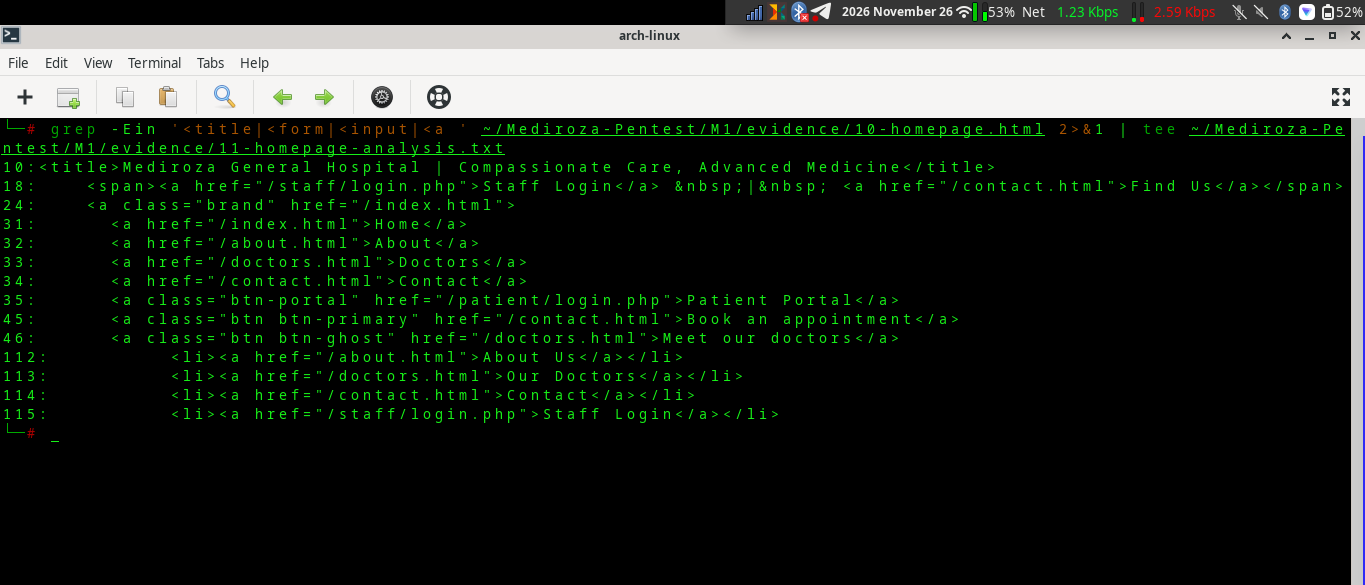 2026 November 26 53% Net 1.23 Kbps 2.59 Kbps 52%
arch-linux
File Edit View Terminal Tabs Help
└─# grep -Ein '<title|<form|<input|<a ' ~/Mediroza-Pentest/M1/evidence/10-homepage.html 2>&1 | tee ~/Mediroza-Pe
ntest/M1/evidence/11-homepage-analysis.txt
10:<title>Mediroza General Hospital | Compassionate Care, Advanced Medicine</title>
18:    <span><a href="/staff/login.php">Staff Login</a> &nbsp;|&nbsp; <a href="/contact.html">Find Us</a></span>
24:    <a class="brand" href="/index.html">
31:      <a href="/index.html">Home</a>
32:      <a href="/about.html">About</a>
33:      <a href="/doctors.html">Doctors</a>
34:      <a href="/contact.html">Contact</a>
35:      <a class="btn-portal" href="/patient/login.php">Patient Portal</a>
45:      <a class="btn btn-primary" href="/contact.html">Book an appointment</a>
46:      <a class="btn btn-ghost" href="/doctors.html">Meet our doctors</a>
112:          <li><a href="/about.html">About Us</a></li>
113:          <li><a href="/doctors.html">Our Doctors</a></li>
114:          <li><a href="/contact.html">Contact</a></li>
115:          <li><a href="/staff/login.php">Staff Login</a></li>
└─# _